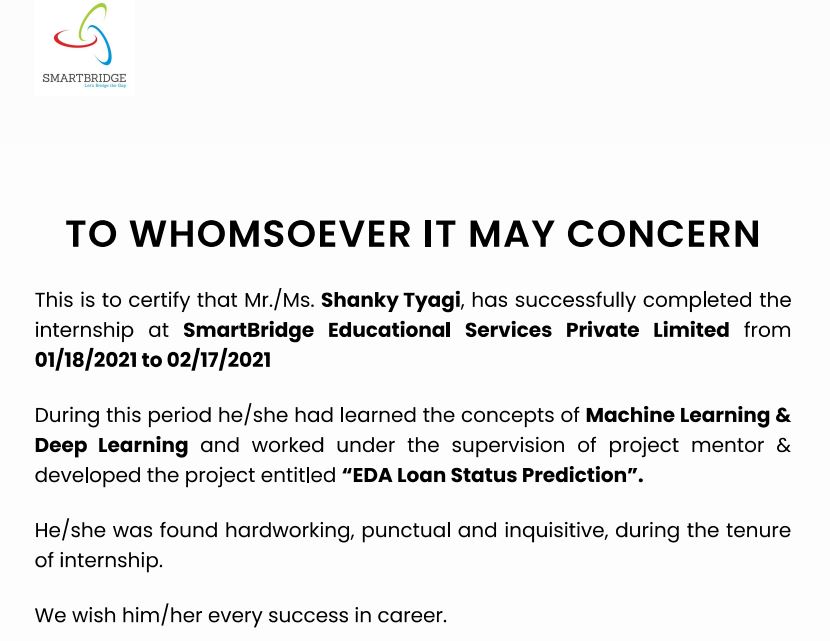 SMARTBRIDGE
Let's Bridge the Gap
TO WHOMSOEVER IT MAY CONCERN
This is to certify that Mr./Ms. Shanky Tyagi, has successfully completed the
internship at SmartBridge Educational Services Private Limited from
01/18/2021 to 02/17/2021
During this period he/she had learned the concepts of Machine Learning &
Deep Learning and worked under the supervision of project mentor &
developed the project entitled “EDA Loan Status Prediction”.
He/she was found hardworking, punctual and inquisitive, during the tenure
of internship.
We wish him/her every success in career.